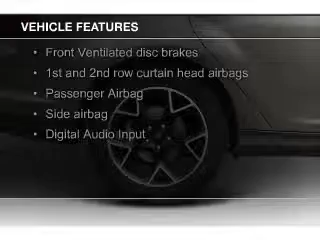 VEHICLE FEATURES
• Front Ventilated disc brakes
• 1st and 2nd row curtain head airbags
• Passenger Airbag
• Side airbag
• Digital Audio Input